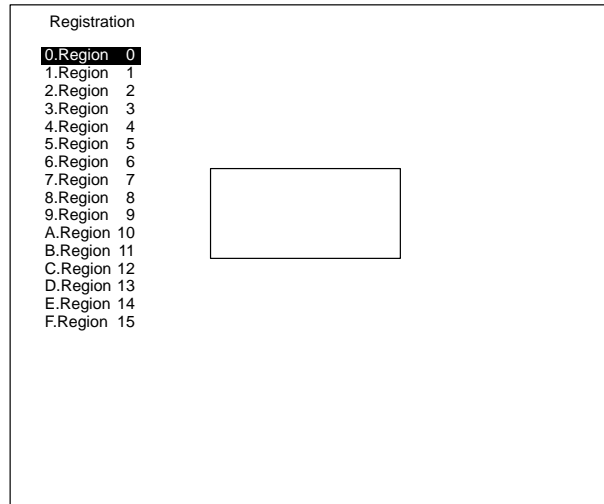 Registration
0.Region 0
1.Region 1
2.Region 2
3.Region 3
4.Region 4
5.Region 5
6.Region 6
7.Region 7
8.Region 8
9.Region 9
A.Region 10
B.Region 11
C.Region 12
D.Region 13
E.Region 14
F.Region 15